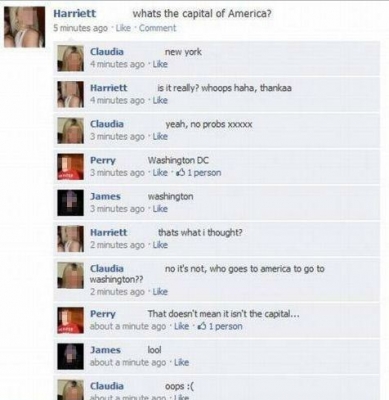 Harriett whats the capital of America?
5 minutes ago · Like · Comment
Claudia new york
4 minutes ago · Like
Harriett is it really? whoops haha, thankaa
4 minutes ago · Like
Claudia yeah, no probs xxxxx
3 minutes ago · Like
Perry Washington DC
3 minutes ago · Like · 1 person
James washington
3 minutes ago · Like
Harriett thats what i thought?
2 minutes ago · Like
Claudia no it's not, who goes to america to go to
washington??
2 minutes ago · Like
Perry That doesn't mean it isn't the capital...
about a minute ago · Like · 1 person
James lool
about a minute ago · Like
Claudia oops :(
about a minute ago · Like